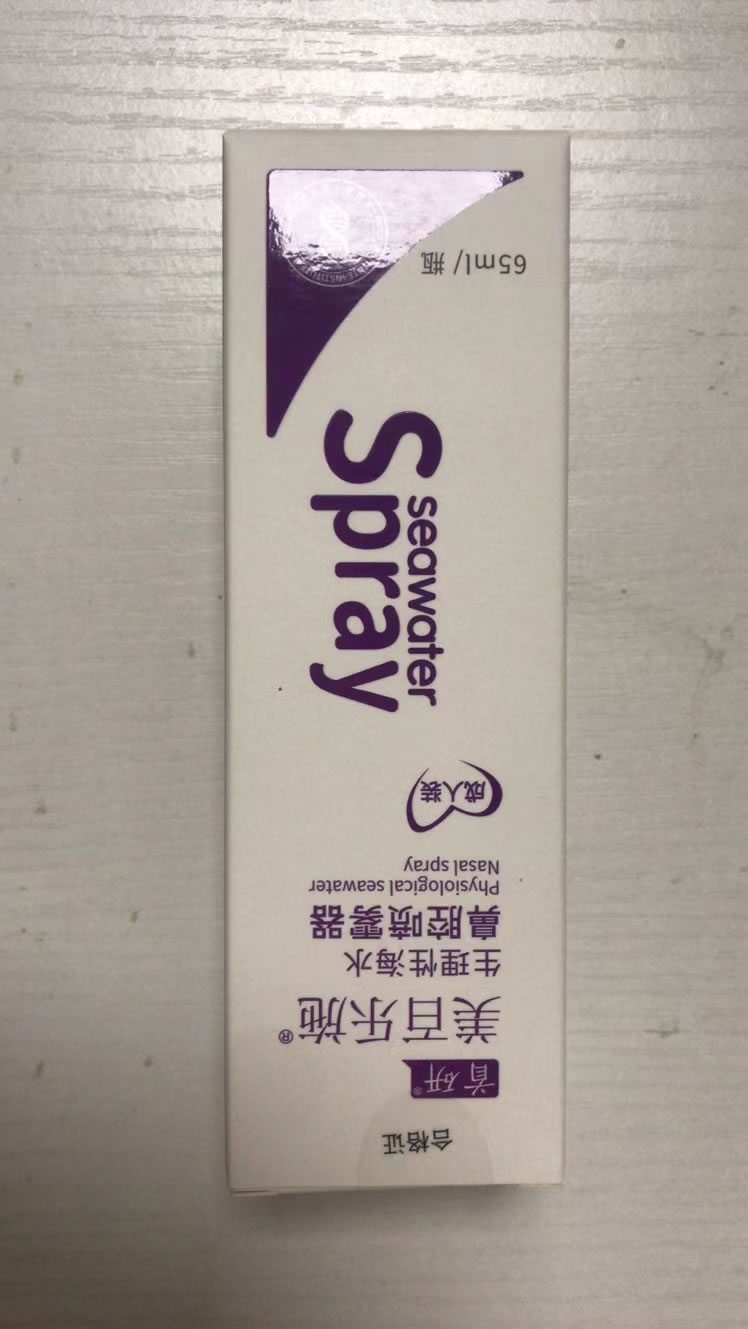 合格证
首研®
美百乐施®
生理性海水
鼻腔喷雾器
Physiological seawater
Nasal spray
成人装
seawater
Spray
65ml/瓶